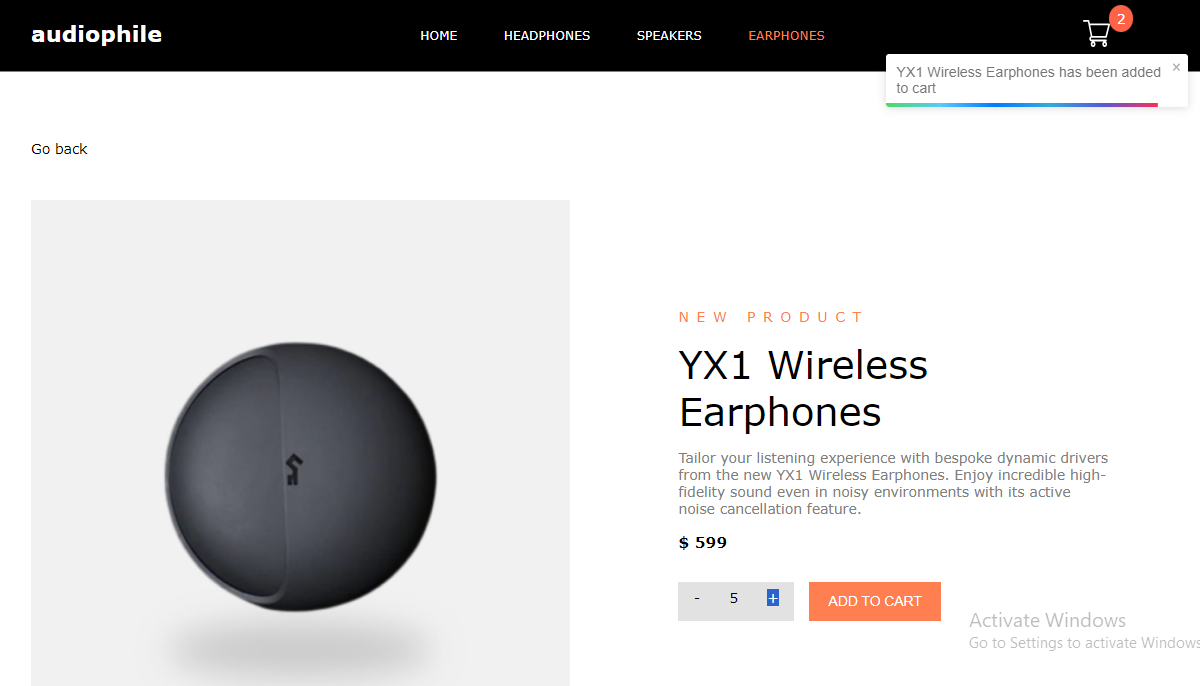 audiophile
HOME HEADPHONES SPEAKERS EARPHONES
2
YX1 Wireless Earphones has been added
to cart
×
Go back
NEW PRODUCT
YX1 Wireless
Earphones
Tailor your listening experience with bespoke dynamic drivers
from the new YX1 Wireless Earphones. Enjoy incredible high-
fidelity sound even in noisy environments with its active
noise cancellation feature.
$ 599
- 5 + ADD TO CART
Activate Windows
Go to Settings to activate Windows